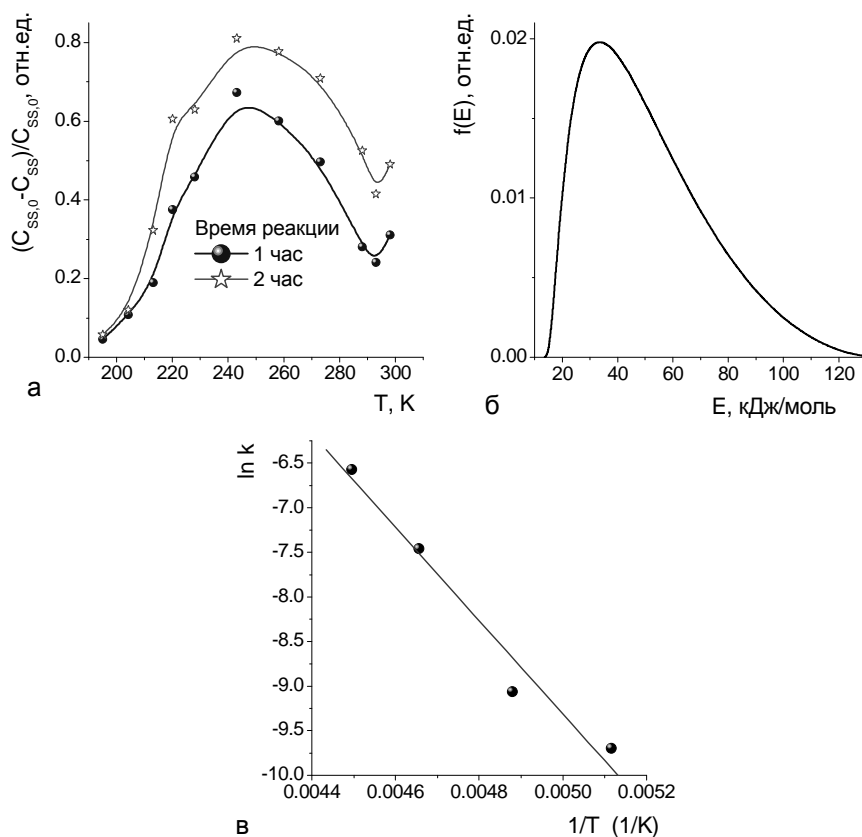 (C_SS,0-C_SS)/C_SS,0, отн.ед.
0.8
0.6
0.4
0.2
0.0
Время реакции
1 час
2 час
200 220 240 260 280 300
T, K
а
f(E), отн.ед.
0.02
0.01
0.00
20 40 60 80 100 120
E, кДж/моль
б
ln k
-6.5
-7.0
-7.5
-8.0
-8.5
-9.0
-9.5
-10.0
0.0044 0.0046 0.0048 0.0050 0.0052
1/T (1/K)
в